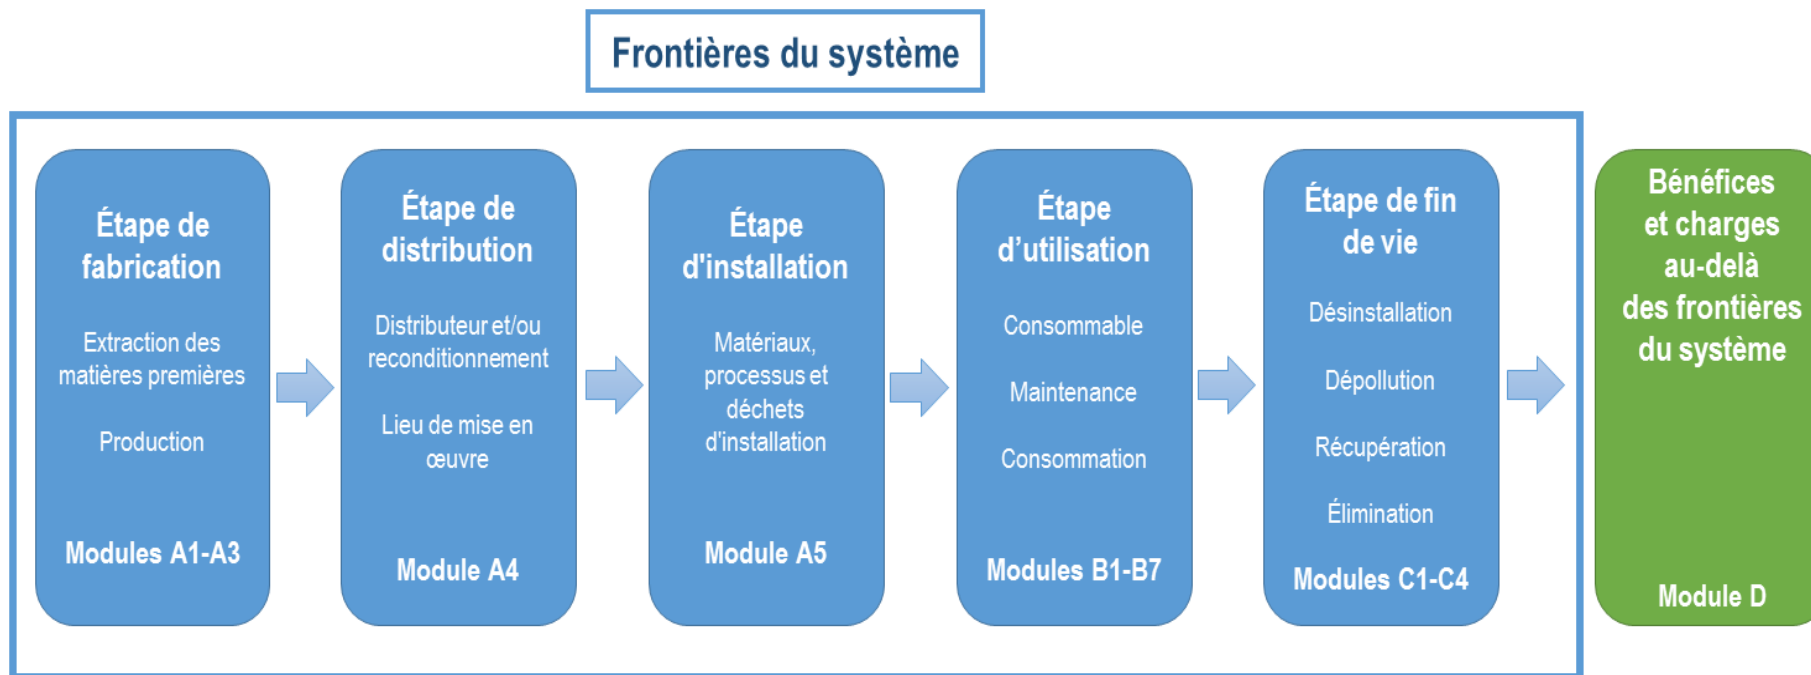 Frontières du système
Étape de
fabrication
Extraction des
matières premières
Production
Modules A1-A3
Étape de
distribution
Distributeur et/ou
reconditionnement
Lieu de mise en
œuvre
Module A4
Étape
d'installation
Matériaux,
processus et
déchets
d'installation
Module A5
Étape
d’utilisation
Consommable
Maintenance
Consommation
Modules B1-B7
Étape de fin
de vie
Désinstallation
Dépollution
Récupération
Élimination
Modules C1-C4
Bénéfices
et charges
au-delà
des frontières
du système
Module D